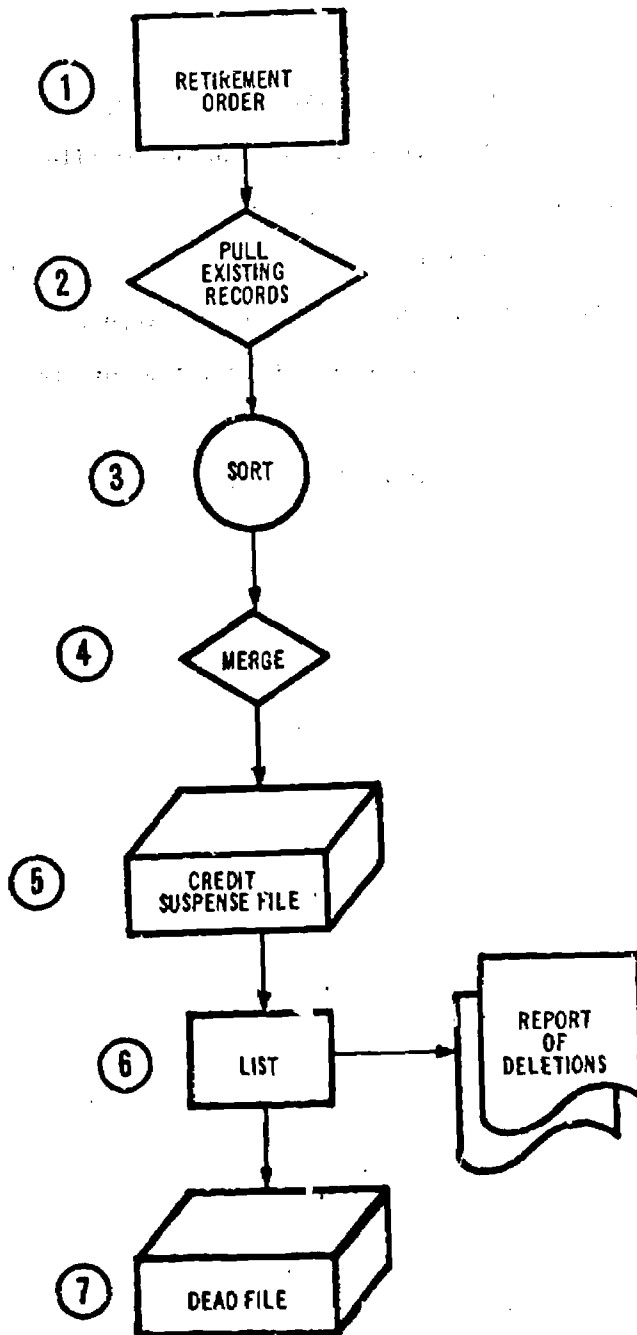 1
RETIREMENT
ORDER
2
PULL
EXISTING
RECORDS
3
SORT
4
MERGE
5
CREDIT
SUSPENSE FILE
6
LIST
REPORT
OF
DELETIONS
7
DEAD FILE